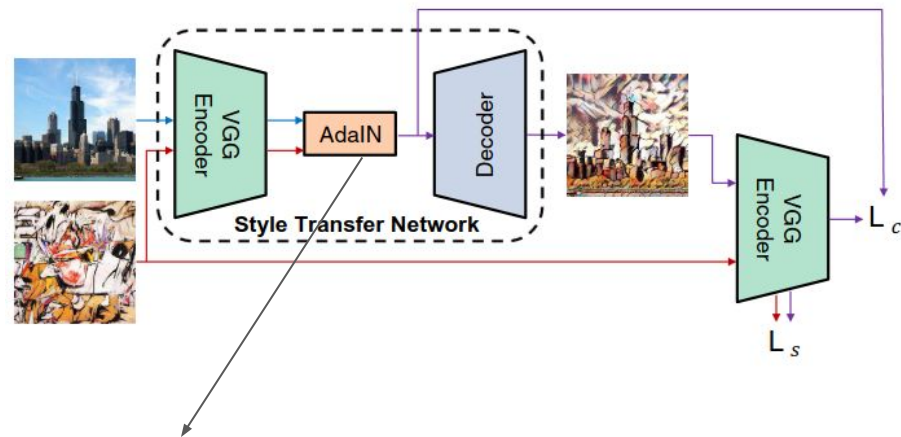 VGG
Encoder
AdaIN
Decoder
Style Transfer Network
VGG
Encoder
L c
L s